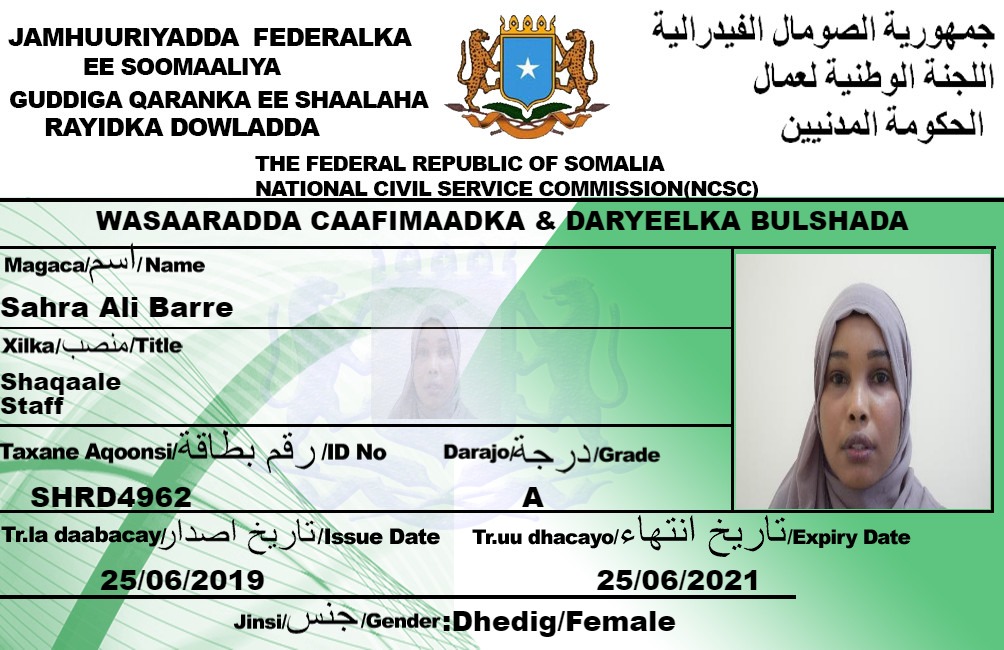 JAMHUURIYADDA FEDERALKA
EE SOOMAALIYA
GUDDIGA QARANKA EE SHAALAHA
RAYIDKA DOWLADDA
جمهورية الصومال الفيدرالية
اللجنة الوطنية لعمال
الحكومة المدنيين
THE FEDERAL REPUBLIC OF SOMALIA
NATIONAL CIVIL SERVICE COMMISSION(NCSC)
WASAARADDA CAAFIMAADKA & DARYEELKA BULSHADA
Magaca/اسم/Name
Sahra Ali Barre
Xilka/منصب/Title
Shaqaale
Staff
Taxane Aqoonsi/رقم بطاقة/ID No
SHRD4962
Darajo/درجة/Grade
A
Tr.la daabacay/تاريخ اصدار/Issue Date
25/06/2019
Tr.uu dhacayo/تاريخ انتهاء/Expiry Date
25/06/2021
Jinsi/جنس/Gender:Dhedig/Female